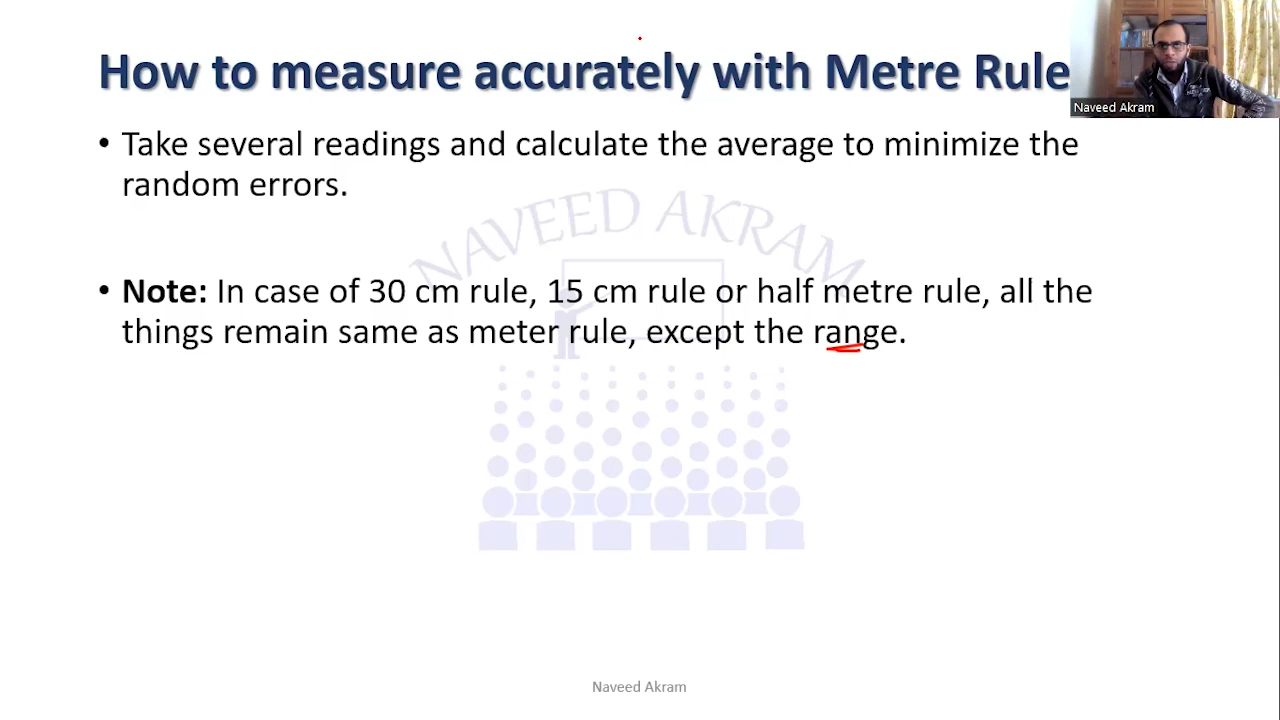 How to measure accurately with Metre Rule
Naveed Akram
• Take several readings and calculate the average to minimize the
random errors.
NAVEED AKRAM
• Note: In case of 30 cm rule, 15 cm rule or half metre rule, all the
things remain same as meter rule, except the range.
Naveed Akram